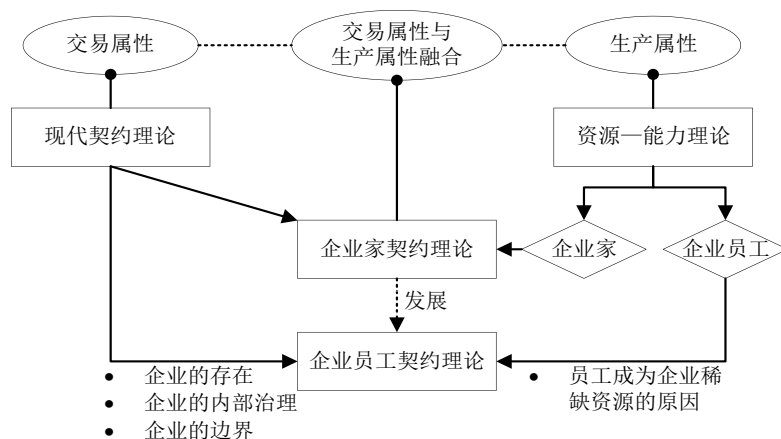 交易属性
交易属性与
生产属性融合
生产属性
现代契约理论
资源—能力理论
企业家契约理论
企业家
企业员工
发展
企业员工契约理论
● 企业的存在
● 企业的内部治理
● 企业的边界
● 员工成为企业稀
缺资源的原因